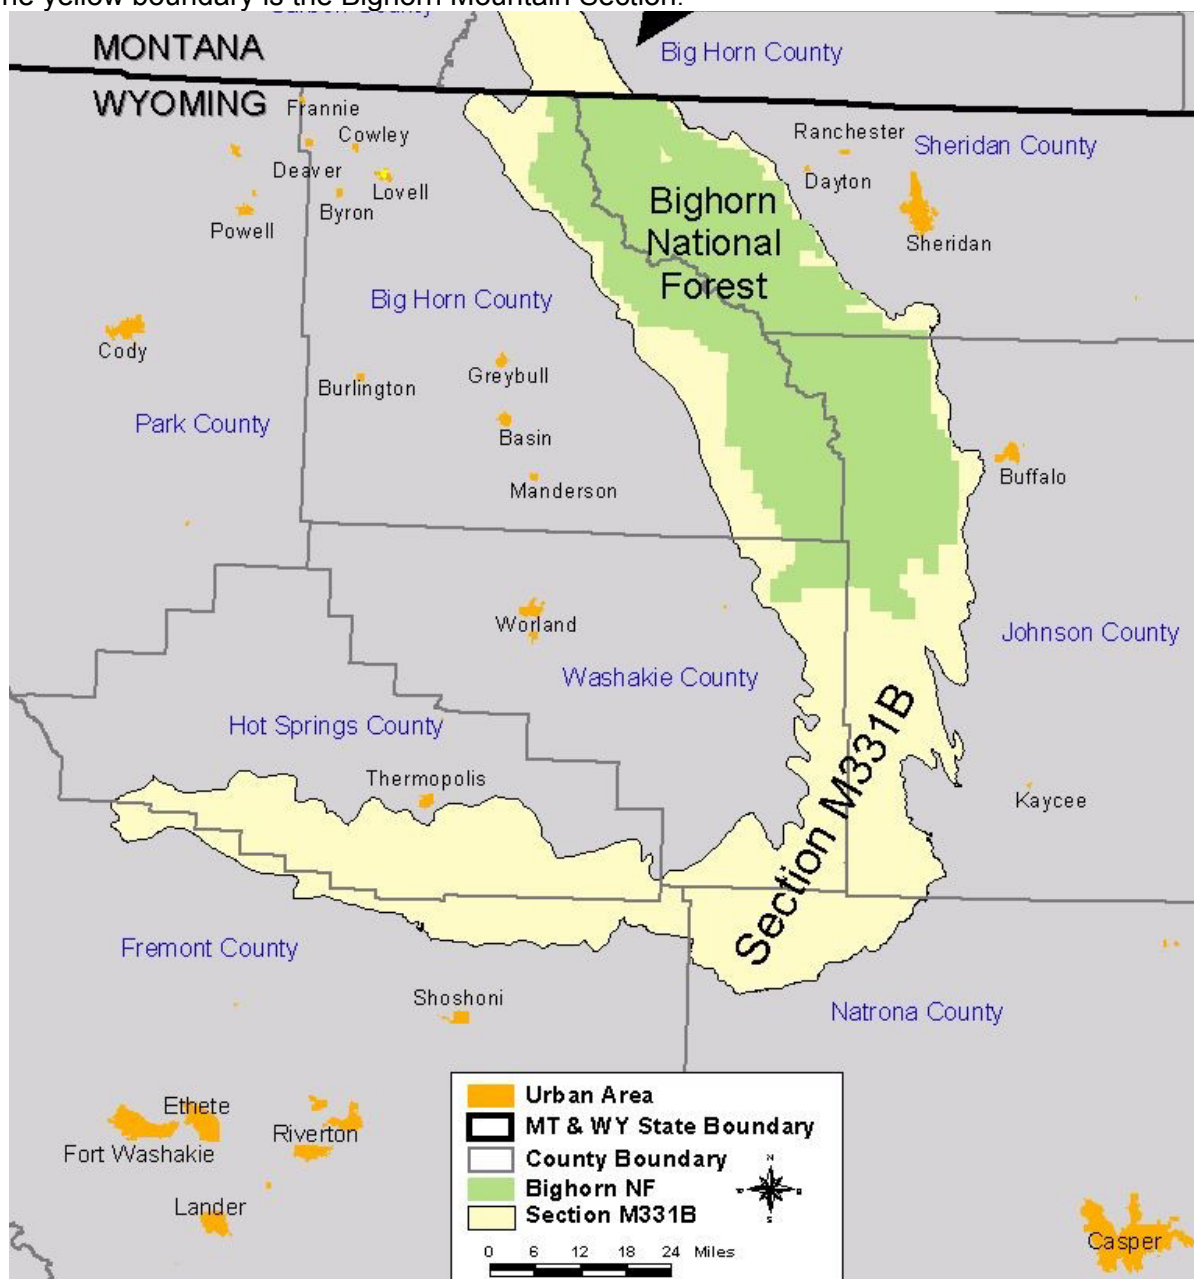 The yellow boundary is the Bighorn Mountain Section.
Carbon County
MONTANA
Big Horn County
WYOMING
Frannie
Cowley
Ranchester
Sheridan County
Deaver
Lovell
Dayton
Byron
Bighorn
National
Forest
Powell
Sheridan
Big Horn County
Cody
Greybull
Burlington
Park County
Basin
Buffalo
Manderson
Worland
Johnson County
Washakie County
Hot Springs County
Section M331B
Thermopolis
Kaycee
Fremont County
Shoshoni
Natrona County
Urban Area
MT & WY State Boundary
County Boundary
Bighorn NF
Section M331B
N
S
0 6 12 18 24 Miles
Ethete
Riverton
Fort Washakie
Lander
Casper